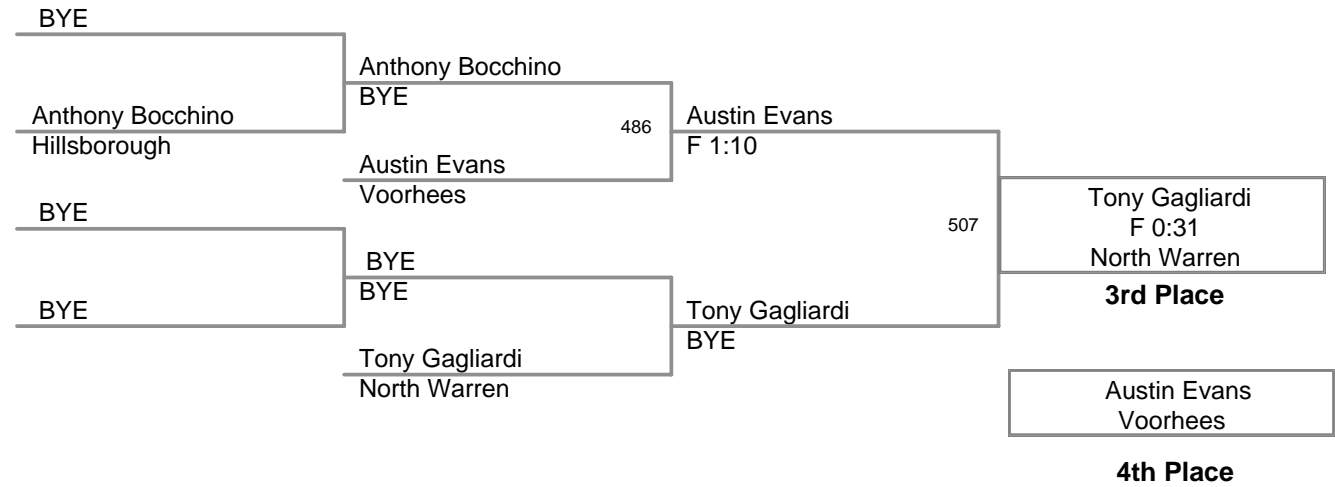 BYE
Anthony Bocchino
BYE
Anthony Bocchino
Hillsborough
486
Austin Evans
F 1:10
Austin Evans
Voorhees
BYE
507
Tony Gagliardi
F 0:31
North Warren
3rd Place
BYE
BYE
BYE
Tony Gagliardi
BYE
Tony Gagliardi
North Warren
Austin Evans
Voorhees
4th Place